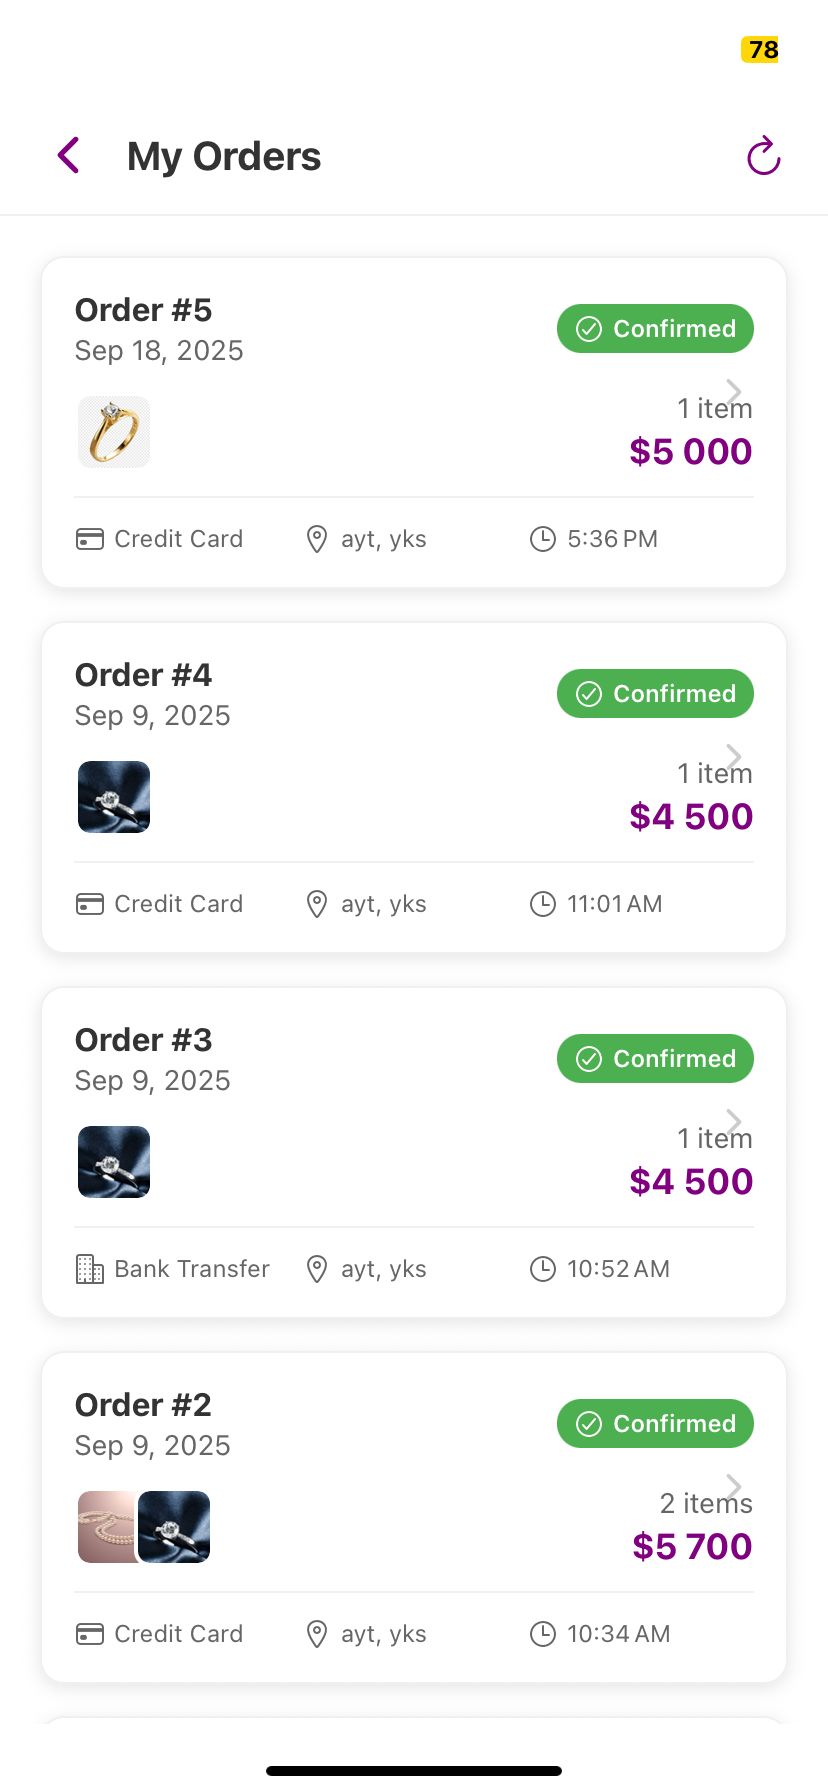 78
My Orders
Order #5
Confirmed
Sep 18, 2025
1 item
$5 000
Credit Card ayt, yks 5:36 PM
Order #4
Confirmed
Sep 9, 2025
1 item
$4 500
Credit Card ayt, yks 11:01 AM
Order #3
Confirmed
Sep 9, 2025
1 item
$4 500
Bank Transfer ayt, yks 10:52 AM
Order #2
Confirmed
Sep 9, 2025
2 items
$5 700
Credit Card ayt, yks 10:34 AM